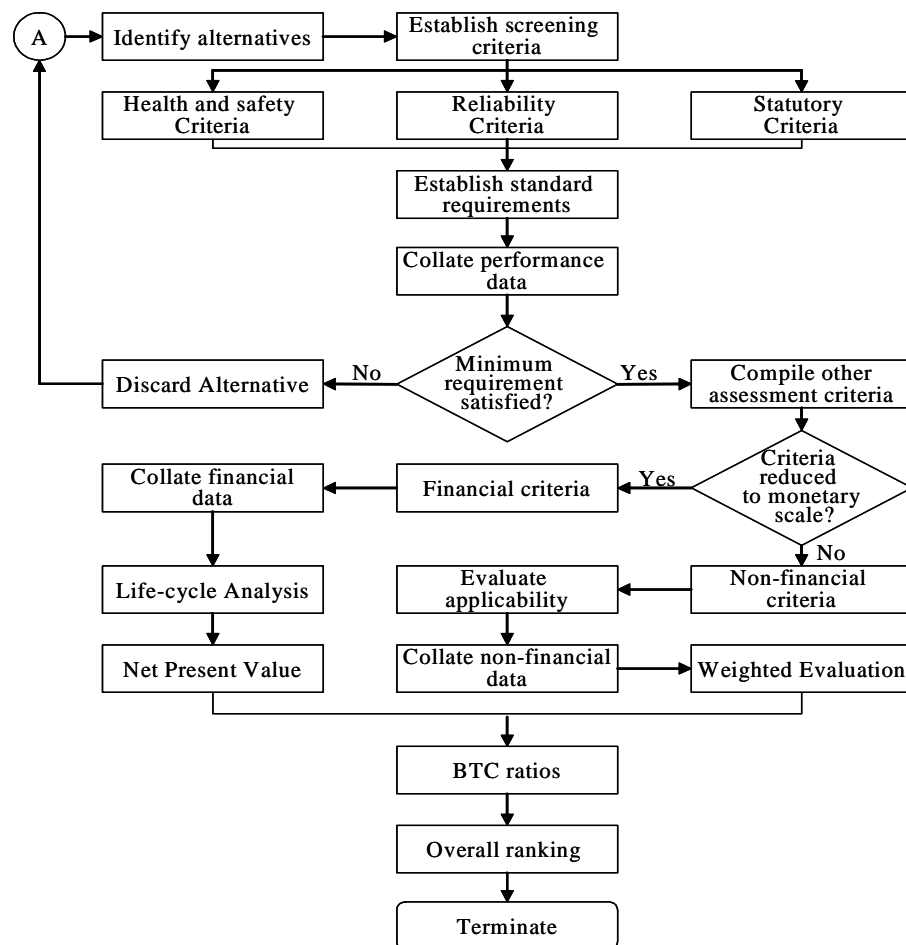 A
Identify alternatives
Establish screening
criteria
Health and safety
Criteria
Reliability
Criteria
Statutory
Criteria
Establish standard
requirements
Collate performance
data
Minimum
requirement
satisfied?
No
Yes
Discard Alternative
Compile other
assessment criteria
Criteria
reduced
to monetary
scale?
Yes
No
Financial criteria
Collate financial
data
Life-cycle Analysis
Net Present Value
Non-financial
criteria
Evaluate
applicability
Collate non-financial
data
Weighted Evaluation
BTC ratios
Overall ranking
Terminate